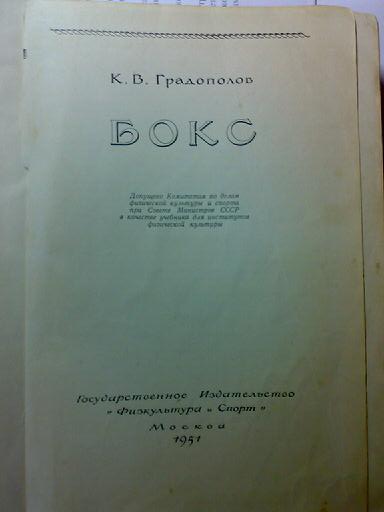 К. В. Градополов
БОКС
Допущено Комитетом по делам
физической культуры и спорта
при Совете Министров СССР
в качестве учебника для институтов
физической культуры
Государственное Издательство
„Физкультура и Спорт“
Москва
1951